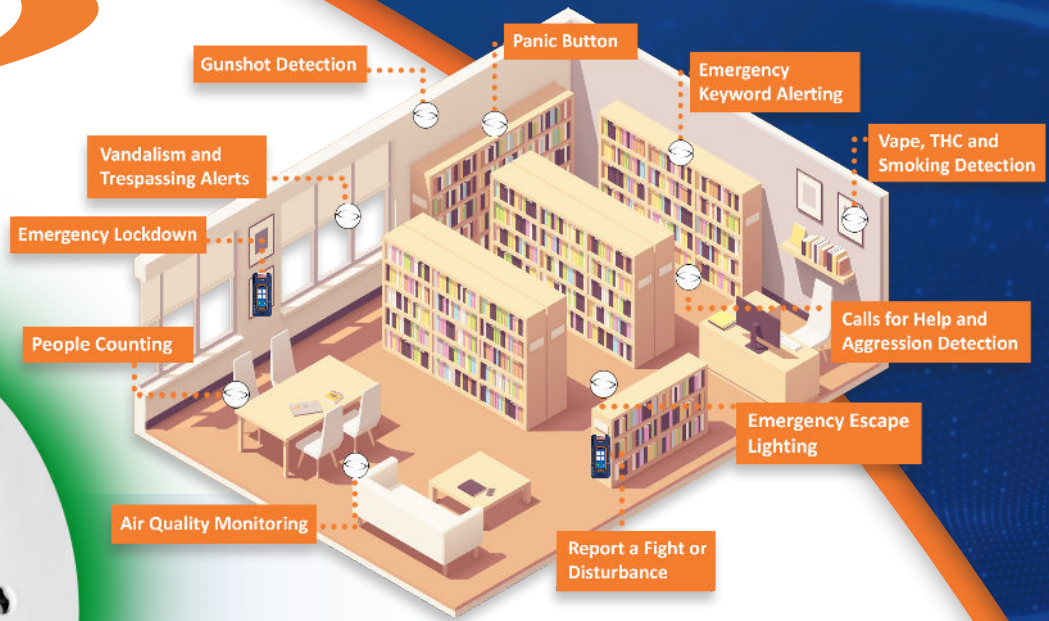 Panic Button
Gunshot Detection
Emergency
Keyword Alerting
Vandalism and
Trespassing Alerts
Vape, THC and
Smoking Detection
Emergency Lockdown
People Counting
Calls for Help and
Aggression Detection
Emergency Escape
Lighting
Air Quality Monitoring
Report a Fight or
Disturbance